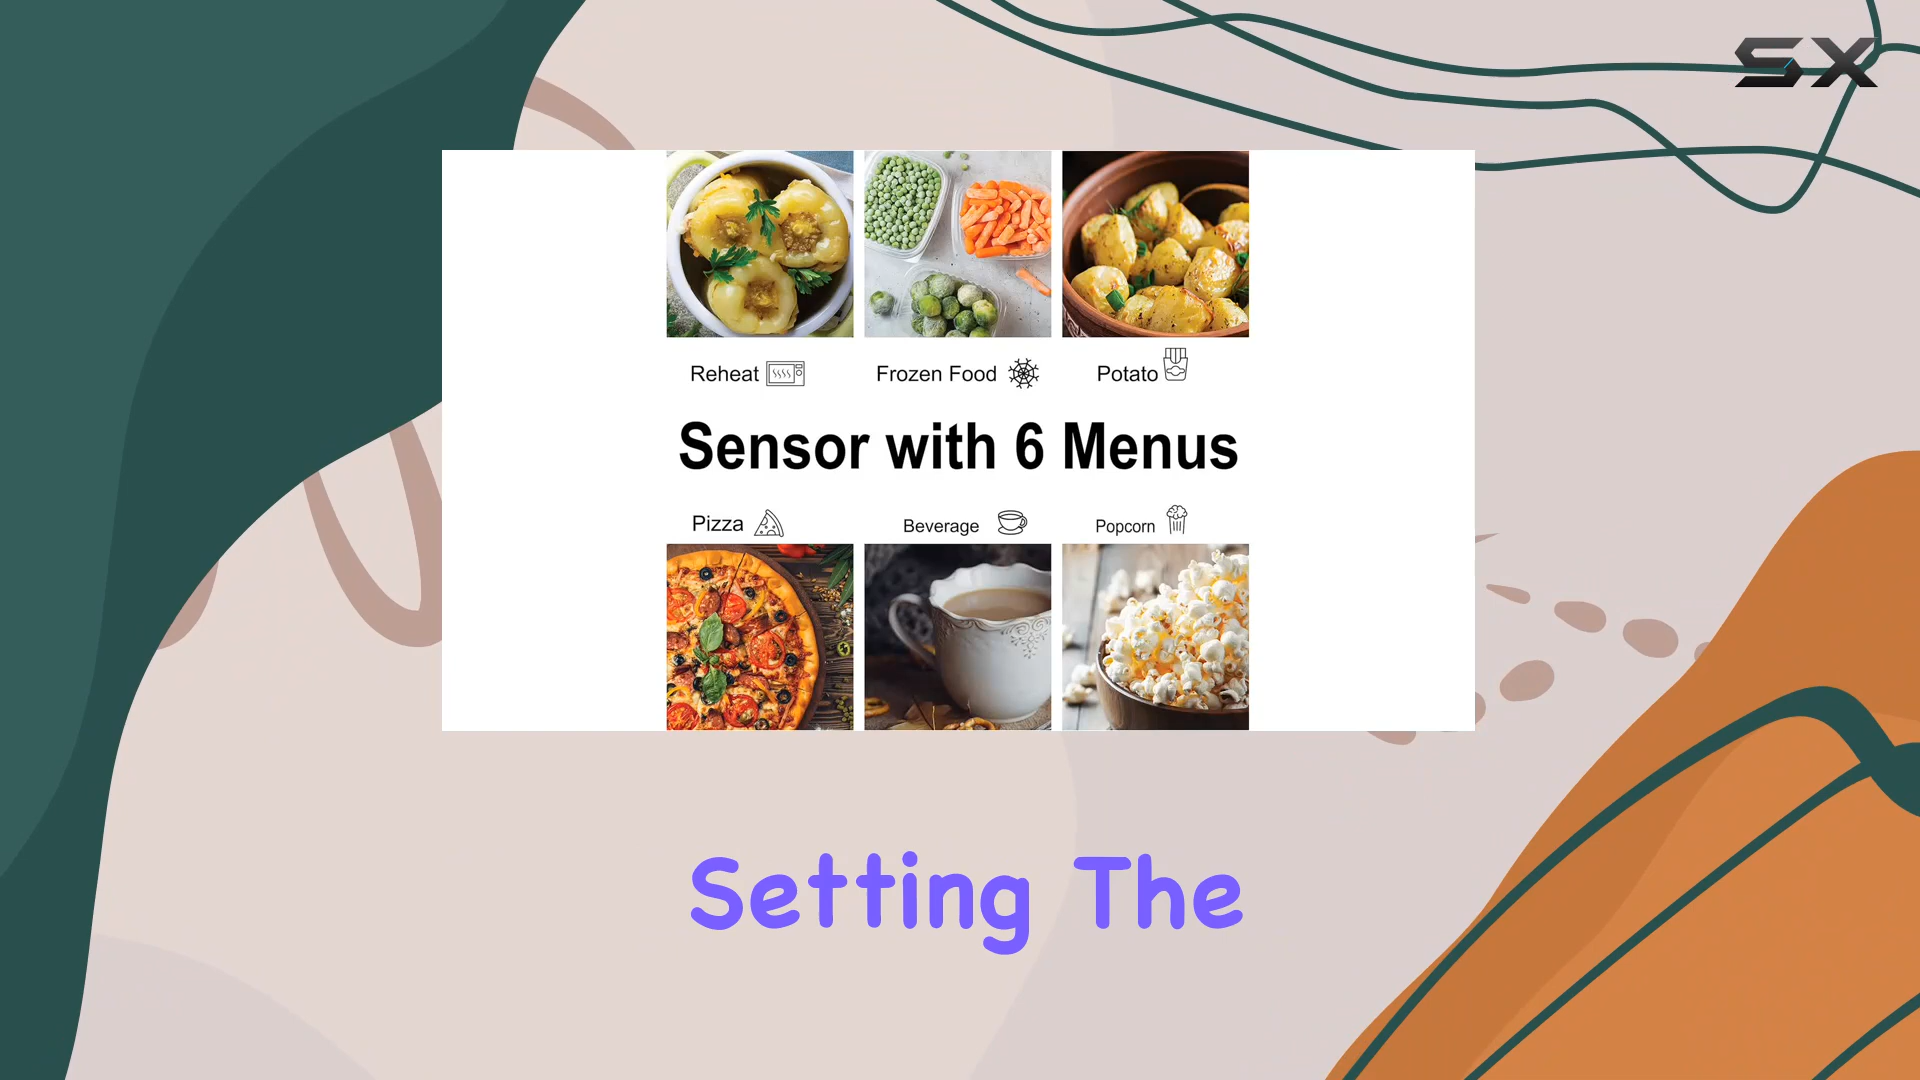 SX
Reheat
Frozen Food
Potato
Sensor with 6 Menus
Pizza
Beverage
Popcorn
Setting The